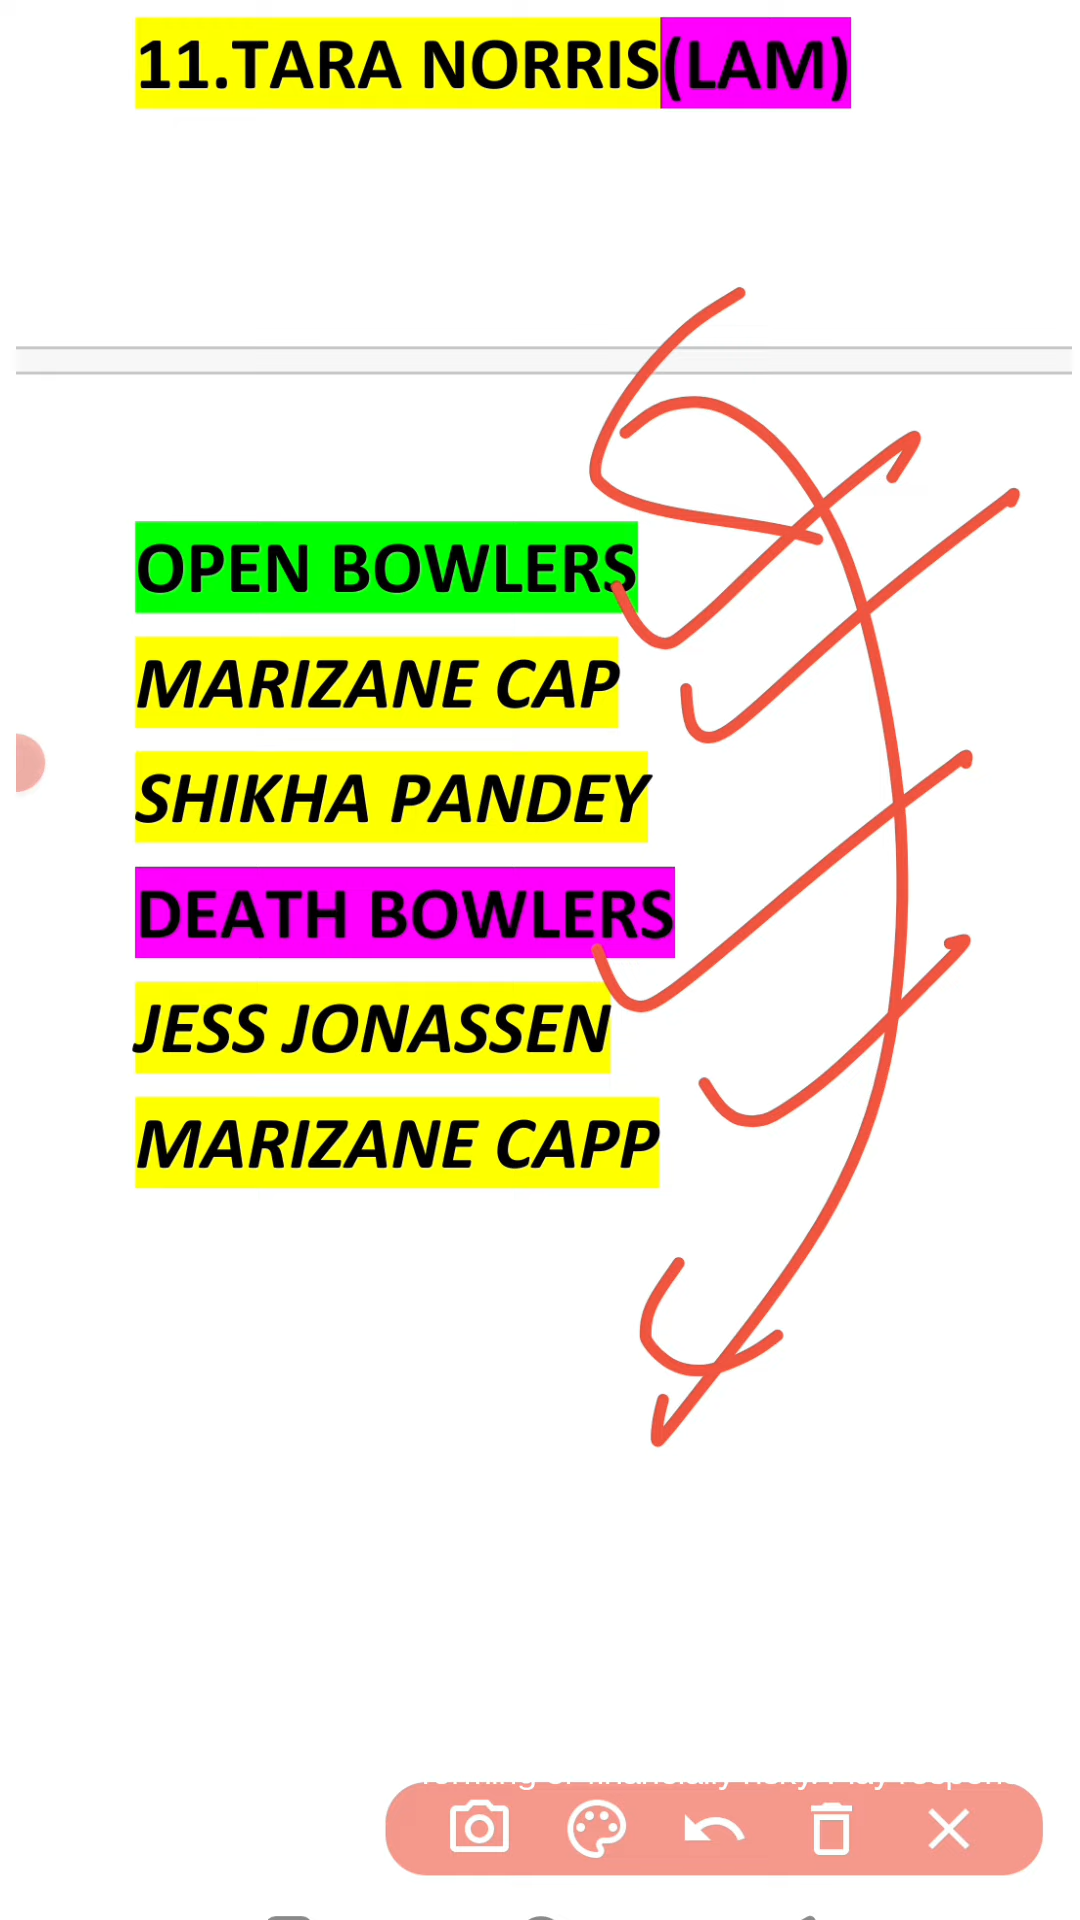 11.TARA NORRIS(LAM)
OPEN BOWLERS
MARIZANE CAP
SHIKHA PANDEY
DEATH BOWLERS
JESS JONASSEN
MARIZANE CAPP